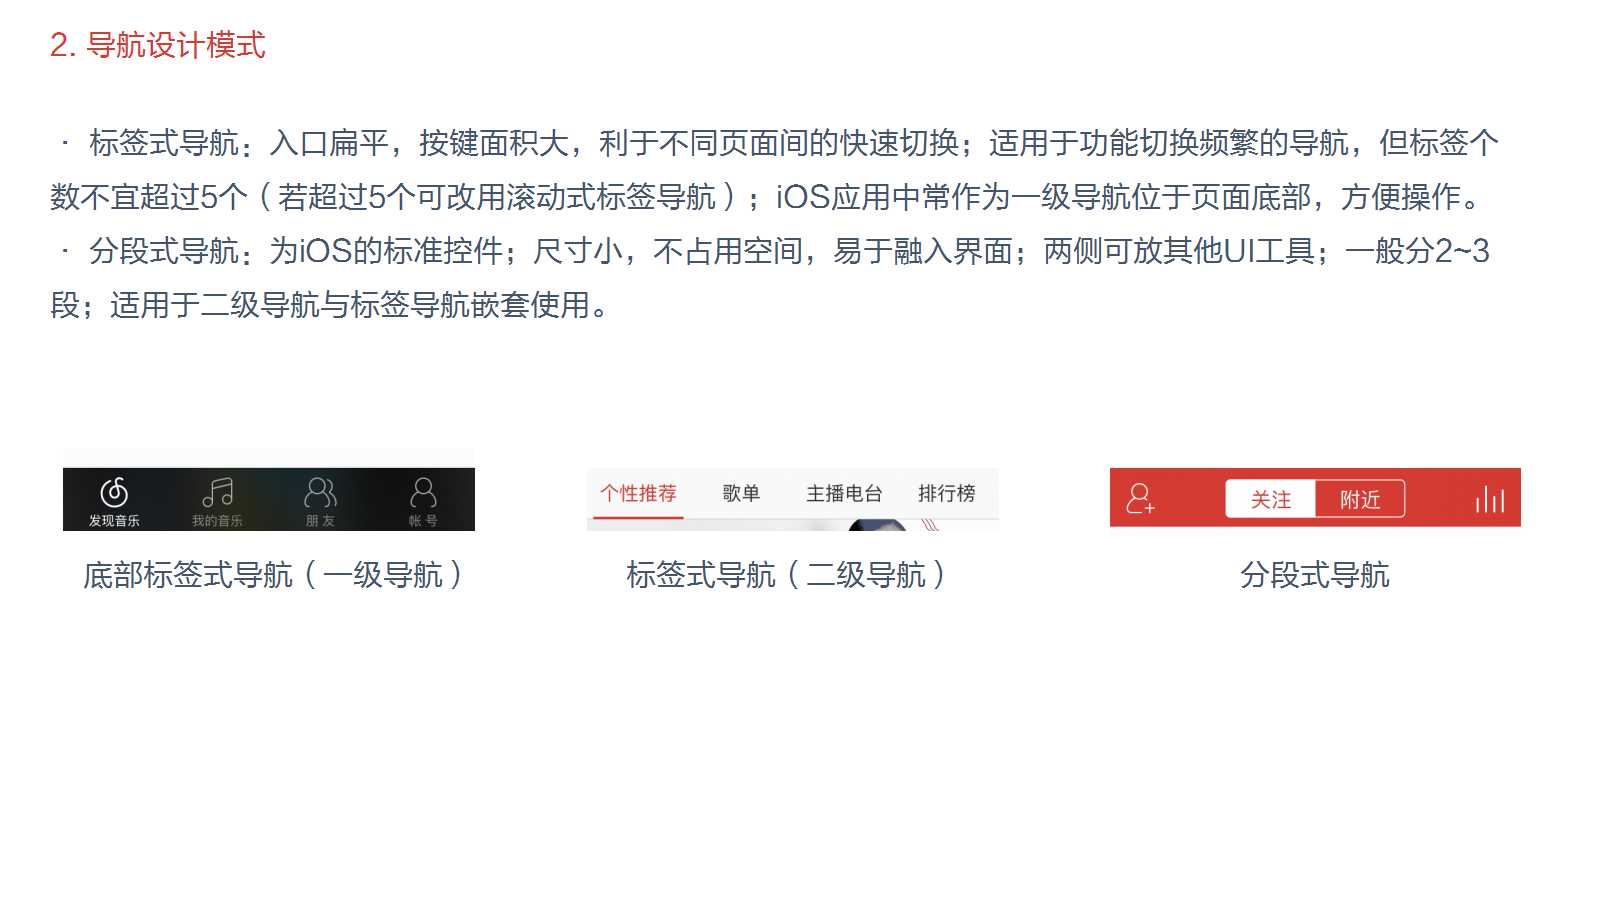 2. 导航设计模式
· 标签式导航：入口扁平，按键面积大，利于不同页面间的快速切换；适用于功能切换频繁的导航，但标签个
数不宜超过5个（若超过5个可改用滚动式标签导航）；iOS应用中常作为一级导航位于页面底部，方便操作。
· 分段式导航：为iOS的标准控件；尺寸小，不占用空间，易于融入界面；两侧可放其他UI工具；一般分2~3
段；适用于二级导航与标签导航嵌套使用。
发现音乐 我的音乐 朋友 帐号
个性推荐 歌单 主播电台 排行榜
关注 附近
底部标签式导航（一级导航） 标签式导航（二级导航） 分段式导航